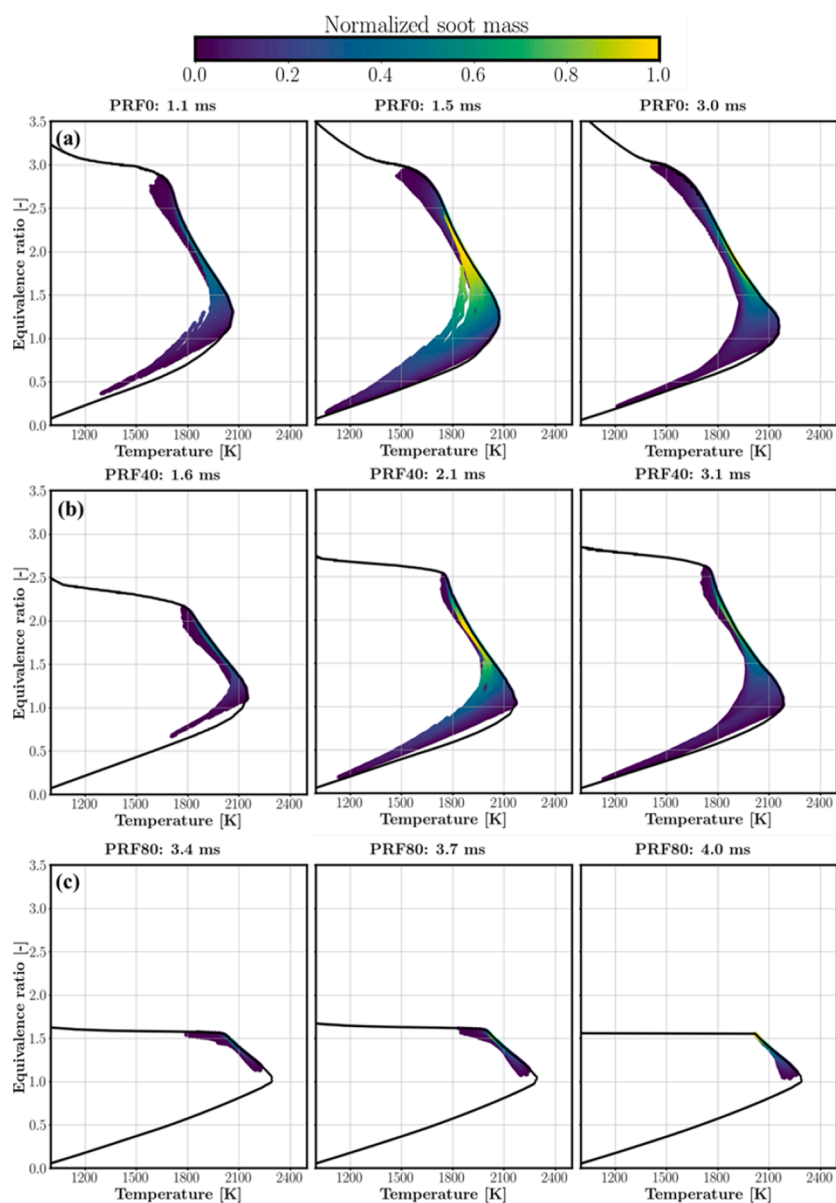 Normalized soot mass
0.0 0.2 0.4 0.6 0.8 1.0
PRF0: 1.1 ms PRF0: 1.5 ms PRF0: 3.0 ms
(a)
3.5
3.0
2.5
2.0
1.5
1.0
0.5
0.0
Equivalence ratio [-]
1200 1500 1800 2100 2400 1200 1500 1800 2100 2400 1200 1500 1800 2100 2400
Temperature [K] Temperature [K] Temperature [K]
PRF40: 1.6 ms PRF40: 2.1 ms PRF40: 3.1 ms
(b)
3.5
3.0
2.5
2.0
1.5
1.0
0.5
0.0
Equivalence ratio [-]
1200 1500 1800 2100 2400 1200 1500 1800 2100 2400 1200 1500 1800 2100 2400
Temperature [K] Temperature [K] Temperature [K]
PRF80: 3.4 ms PRF80: 3.7 ms PRF80: 4.0 ms
(c)
3.5
3.0
2.5
2.0
1.5
1.0
0.5
0.0
Equivalence ratio [-]
1200 1500 1800 2100 2400 1200 1500 1800 2100 2400 1200 1500 1800 2100 2400
Temperature [K] Temperature [K] Temperature [K]